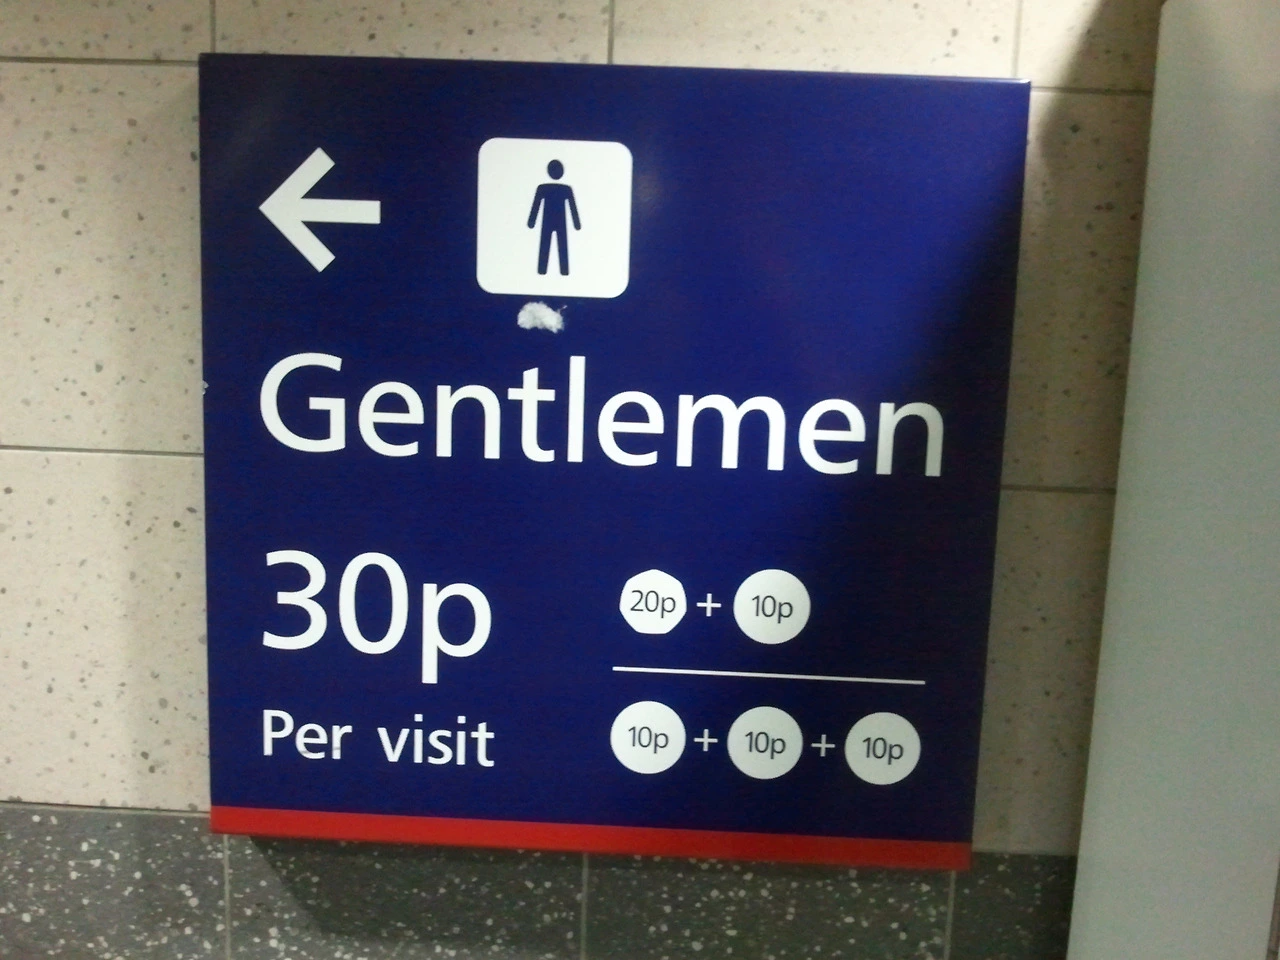 Gentlemen
30p
Per visit
20p + 10p
10p + 10p + 10p